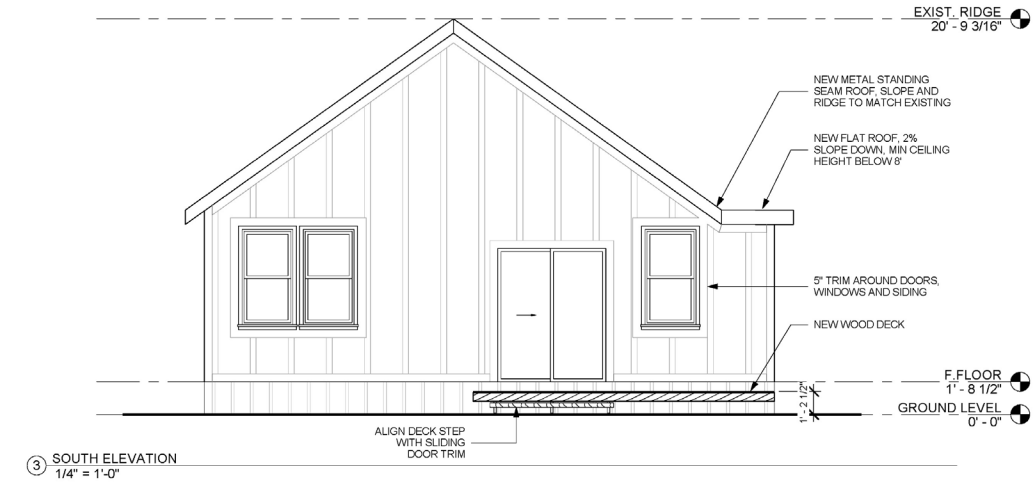 EXIST. RIDGE
20' - 9 3/16"
NEW METAL STANDING
SEAM ROOF, SLOPE AND
RIDGE TO MATCH EXISTING
NEW FLAT ROOF, 2%
SLOPE DOWN, MIN CEILING
HEIGHT BELOW 8'
5" TRIM AROUND DOORS,
WINDOWS AND SIDING
NEW WOOD DECK
F.FLOOR
1' - 8 1/2"
1' - 2 1/2"
GROUND LEVEL
0' - 0"
ALIGN DECK STEP
WITH SLIDING
DOOR TRIM
3 SOUTH ELEVATION
1/4" = 1'-0"